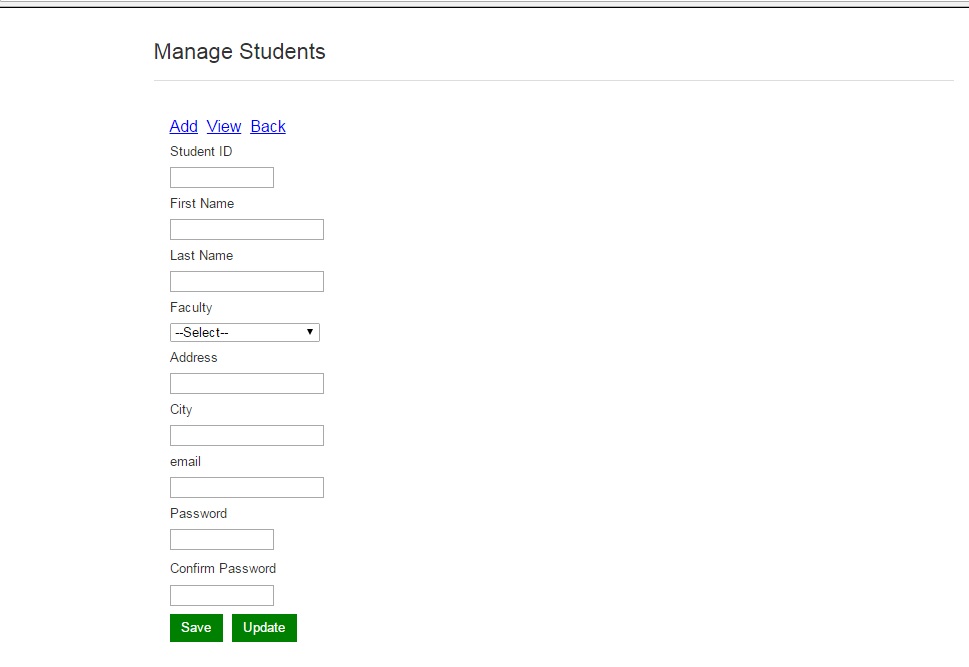 Manage Students
Add View Back
Student ID
First Name
Last Name
Faculty
--Select--
Address
City
email
Password
Confirm Password
Save Update